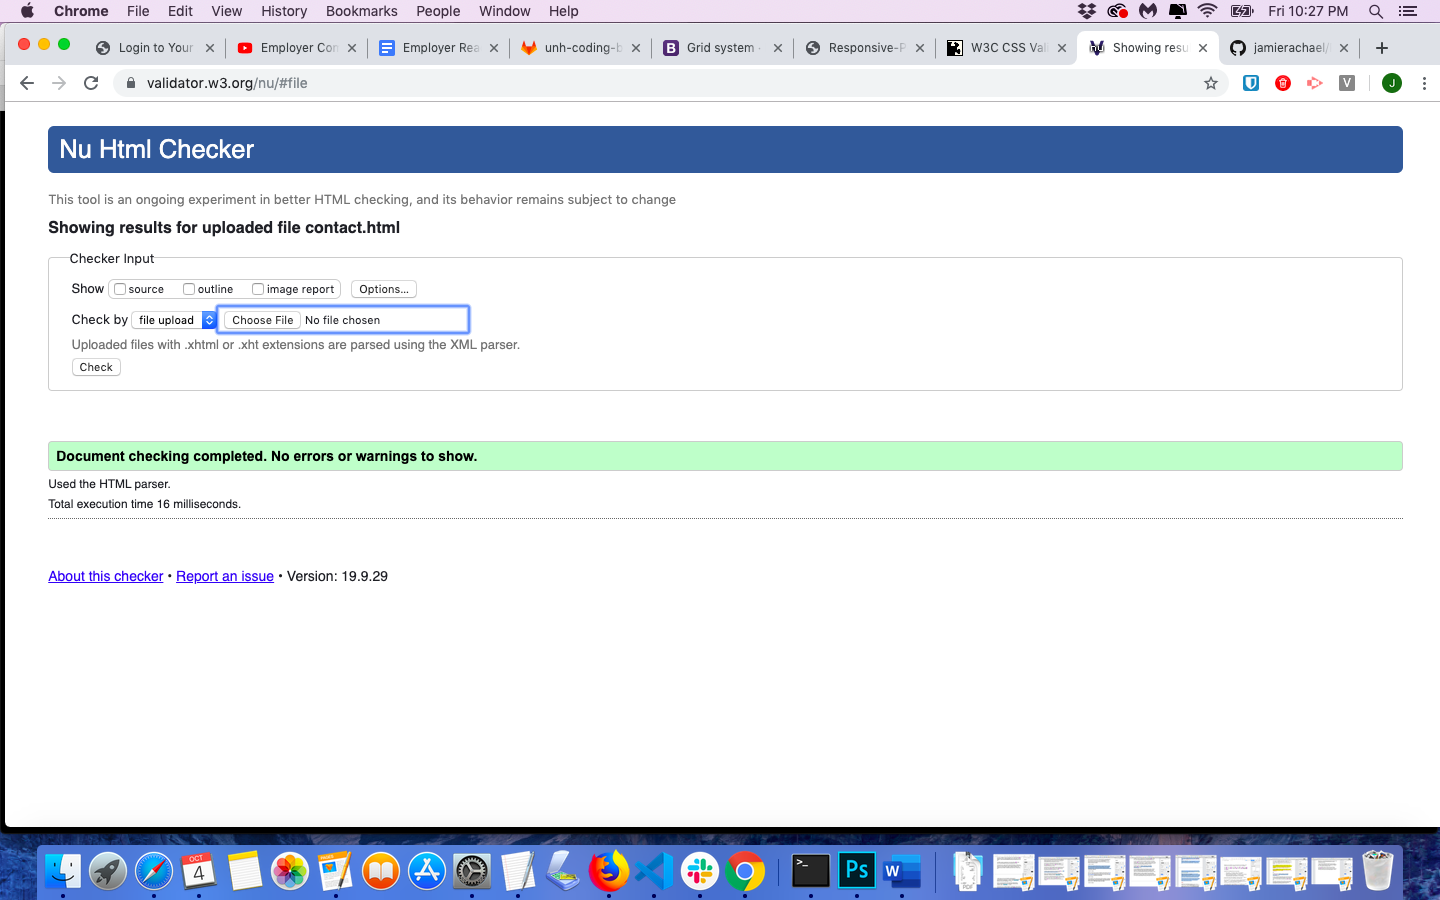 Chrome File Edit View History Bookmarks People Window Help Fri 10:27 PM
Login to Your Employer Con Employer Rea unh-coding-b Grid system - Responsive-P W3C CSS Vali Showing resu jamierachael/
validator.w3.org/nu/#file V J
Nu Html Checker
This tool is an ongoing experiment in better HTML checking, and its behavior remains subject to change
Showing results for uploaded file contact.html
Checker Input
Show source outline image report Options...
Check by file upload Choose File No file chosen
Uploaded files with .xhtml or .xht extensions are parsed using the XML parser.
Check
Document checking completed. No errors or warnings to show.
Used the HTML parser.
Total execution time 16 milliseconds.
About this checker • Report an issue • Version: 19.9.29
OCT
4
>_
Ps
W